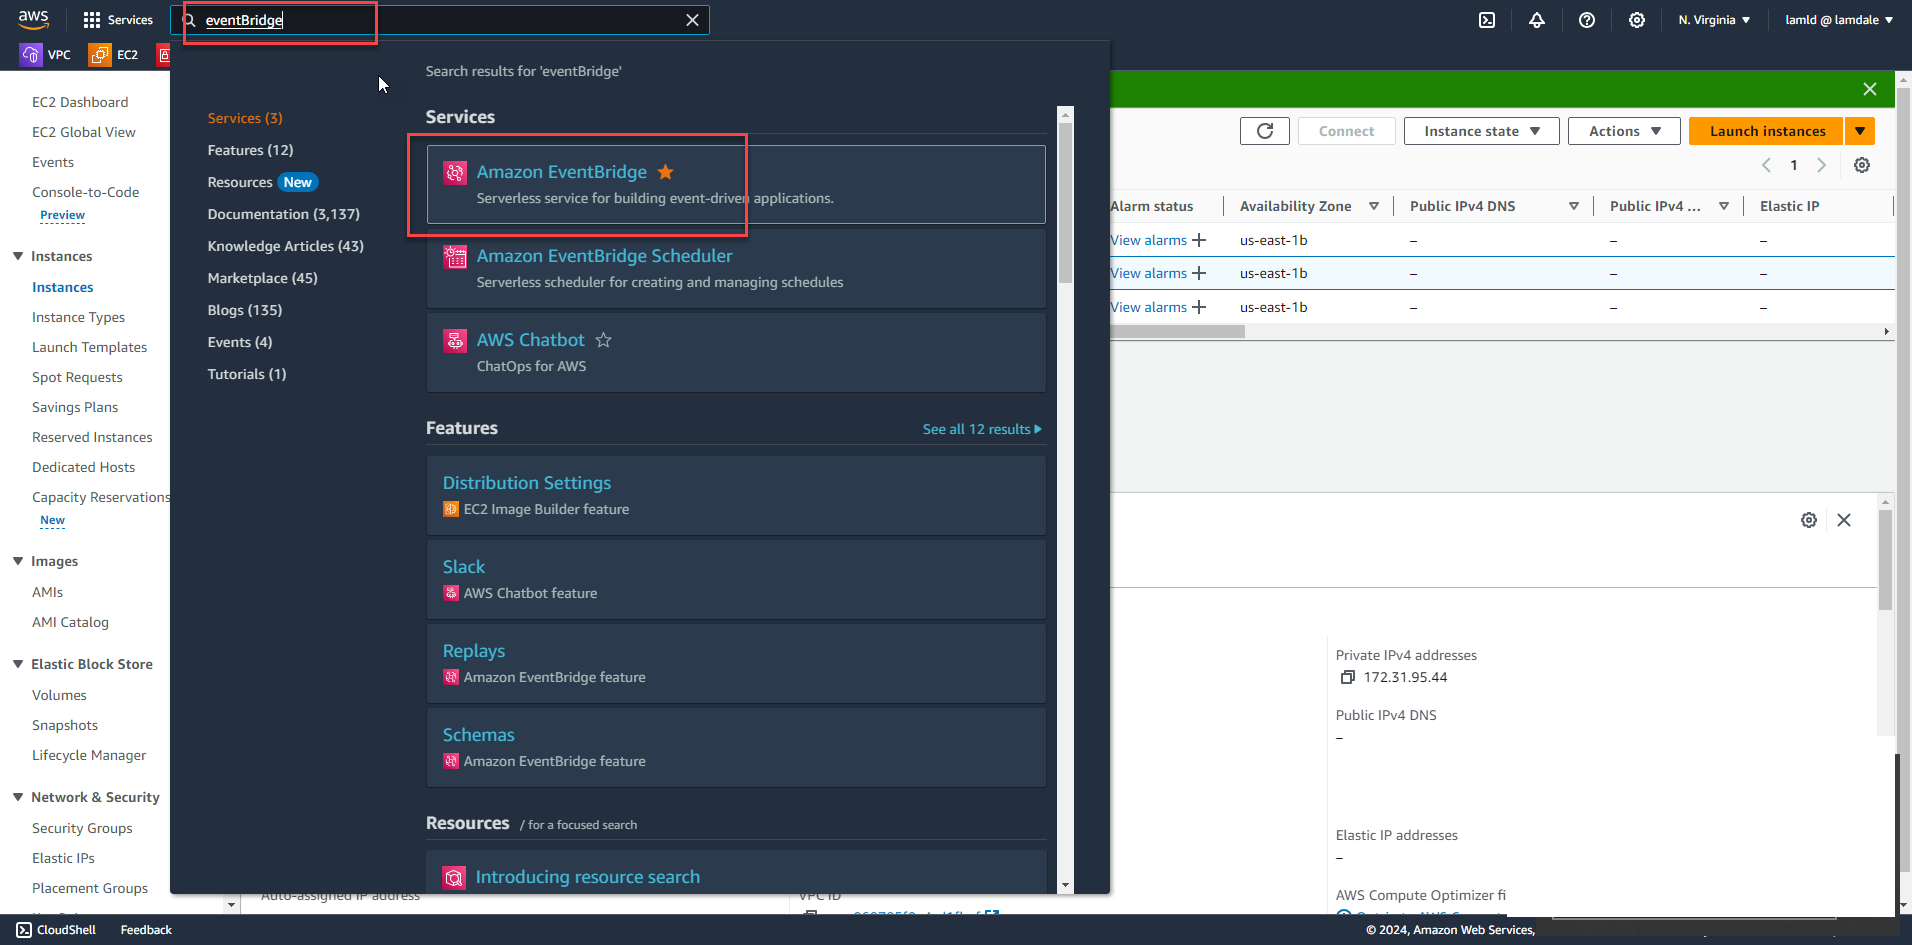 aws
Services
eventBridge
N. Virginia
lamld @ lamdale
VPC
EC2
Search results for 'eventBridge'
Services (3)
Features (12)
Resources New
Documentation (3,137)
Knowledge Articles (43)
Marketplace (45)
Blogs (135)
Events (4)
Tutorials (1)
Services
Amazon EventBridge
Serverless service for building event-driven applications.
Amazon EventBridge Scheduler
Serverless scheduler for creating and managing schedules
AWS Chatbot
ChatOps for AWS
Features
See all 12 results
Distribution Settings
EC2 Image Builder feature
Slack
AWS Chatbot feature
Replays
Amazon EventBridge feature
Schemas
Amazon EventBridge feature
Resources / for a focused search
Introducing resource search
EC2 Dashboard
EC2 Global View
Events
Console-to-Code
Preview
Instances
Instances
Instance Types
Launch Templates
Spot Requests
Savings Plans
Reserved Instances
Dedicated Hosts
Capacity Reservations
New
Images
AMIs
AMI Catalog
Elastic Block Store
Volumes
Snapshots
Lifecycle Manager
Network & Security
Security Groups
Elastic IPs
Placement Groups
Connect
Instance state
Actions
Launch instances
1
Alarm status
Availability Zone
Public IPv4 DNS
Public IPv4 ...
Elastic IP
View alarms + us-east-1b – – –
View alarms + us-east-1b – – –
View alarms + us-east-1b – – –
Private IPv4 addresses
172.31.95.44
Public IPv4 DNS
–
Elastic IP addresses
–
AWS Compute Optimizer fi
Auto-assigned IP address
VPC ID
CloudShell
Feedback
© 2024, Amazon Web Services,